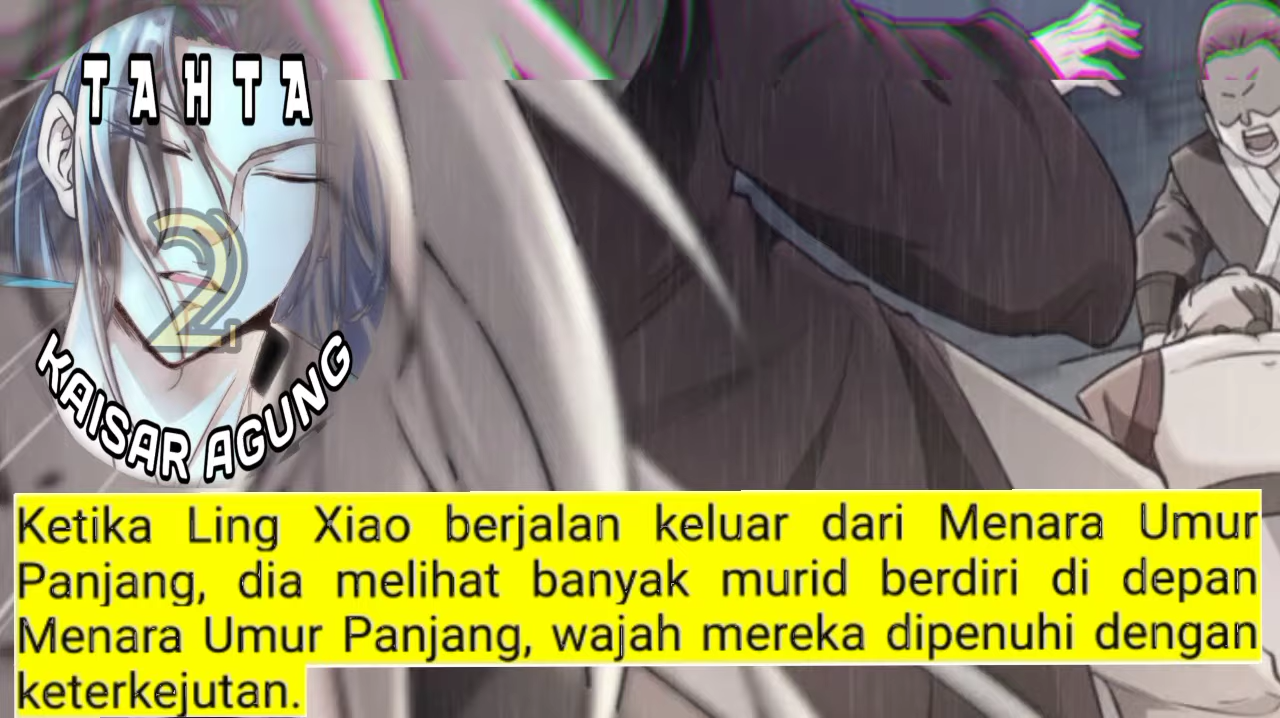 TAHTA
2
KAISAR AGUNG
Ketika Ling Xiao berjalan keluar dari Menara Umur
Panjang, dia melihat banyak murid berdiri di depan
Menara Umur Panjang, wajah mereka dipenuhi dengan
keterkejutan.